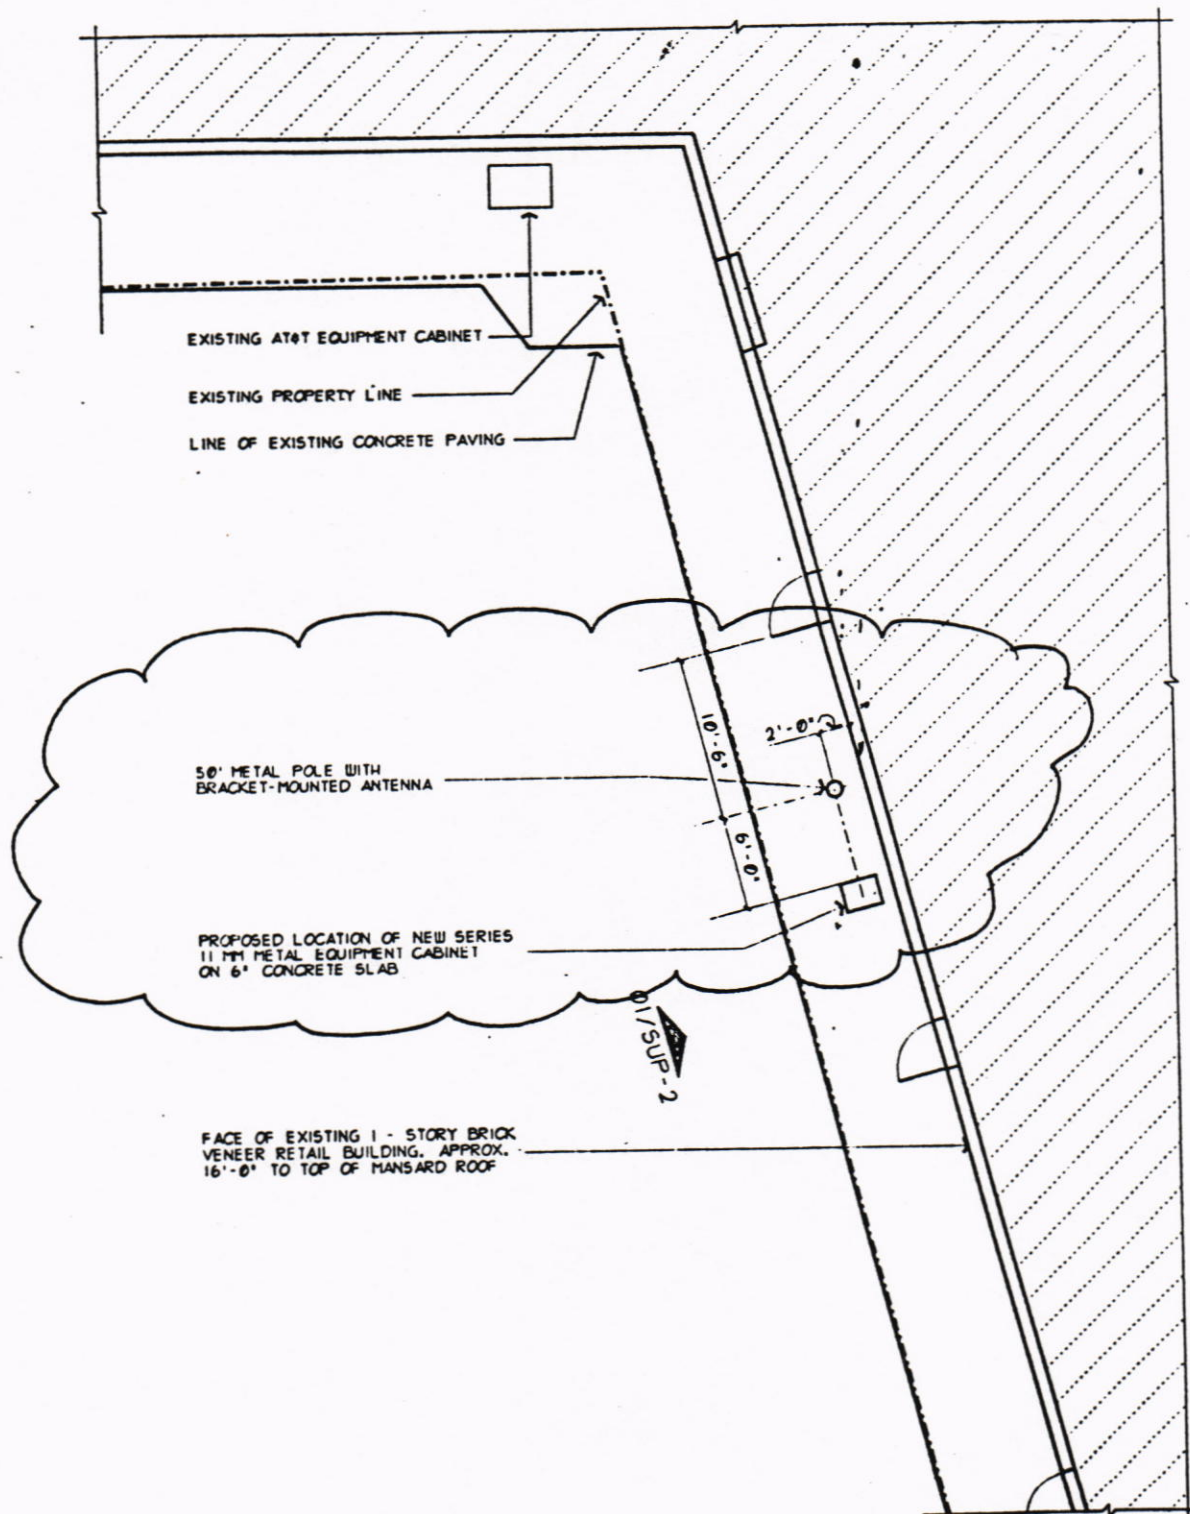 EXISTING AT&T EQUIPMENT CABINET
EXISTING PROPERTY LINE
LINE OF EXISTING CONCRETE PAVING
10'-6"
2'-0"
50' METAL POLE WITH
BRACKET-MOUNTED ANTENNA
6'-0"
PROPOSED LOCATION OF NEW SERIES
11 MM METAL EQUIPMENT CABINET
ON 6" CONCRETE SLAB
01/SUP-2
FACE OF EXISTING 1 - STORY BRICK
VENEER RETAIL BUILDING. APPROX.
16'-0" TO TOP OF MANSARD ROOF